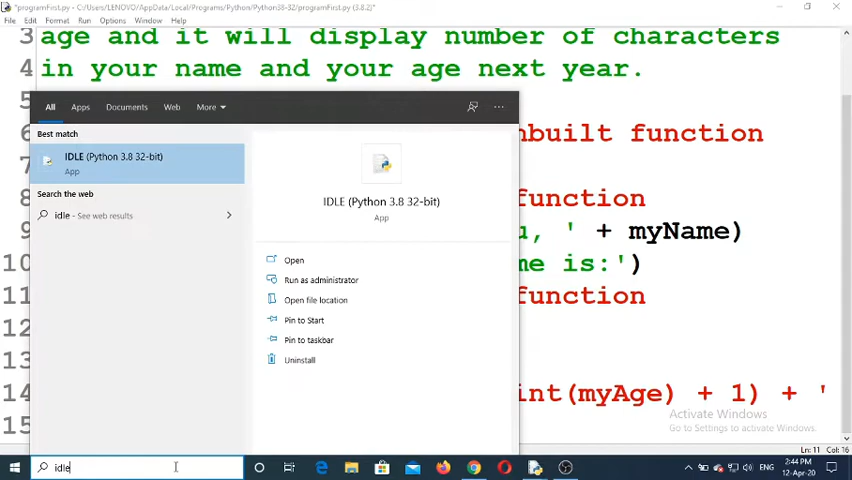 *programFirst.py - C:/Users/LENOVO/AppData/Local/Programs/Python/Python38-32/programFirst.py (3.8.2)*
File Edit Format Run Options Window Help
3 age and it will display number of characters
4 in your name and your age next year.
5
6 nbuilt function
7
8 function
9 u, ' + myName)
10 me is:')
11 function
12
13
14 int(myAge) + 1) + '
15
All Apps Documents Web More
Best match
IDLE (Python 3.8 32-bit)
App
Search the web
idle - See web results
IDLE (Python 3.8 32-bit)
App
Open
Run as administrator
Open file location
Pin to Start
Pin to taskbar
Uninstall
Activate Windows
Go to Settings to activate Windows.
Ln: 11 Col: 16
idle
ENG
2:44 PM
12-Apr-20